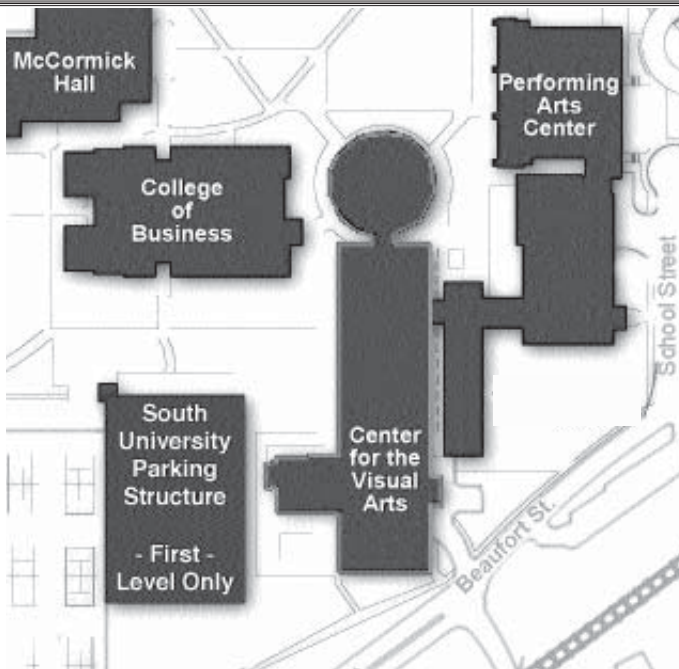 McCormick
Hall
Performing
Arts
Center
College
of
Business
School Street
South
University
Parking
Structure
- First -
Level Only
Center
for the
Visual
Arts
Beaufort St.